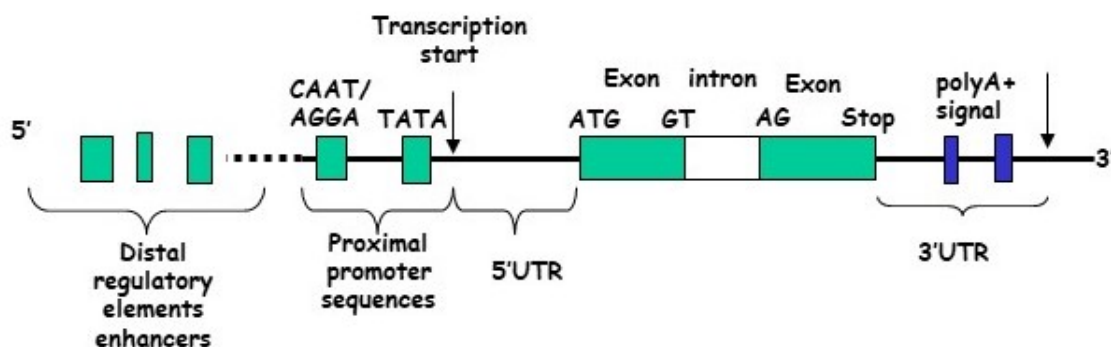 Transcription
start
CAAT/
AGGA
TATA
Exon
intron
Exon
ATG
GT
AG
Stop
polyA+
signal
5'
3'
Distal
regulatory
elements
enhancers
Proximal
promoter
sequences
5'UTR
3'UTR